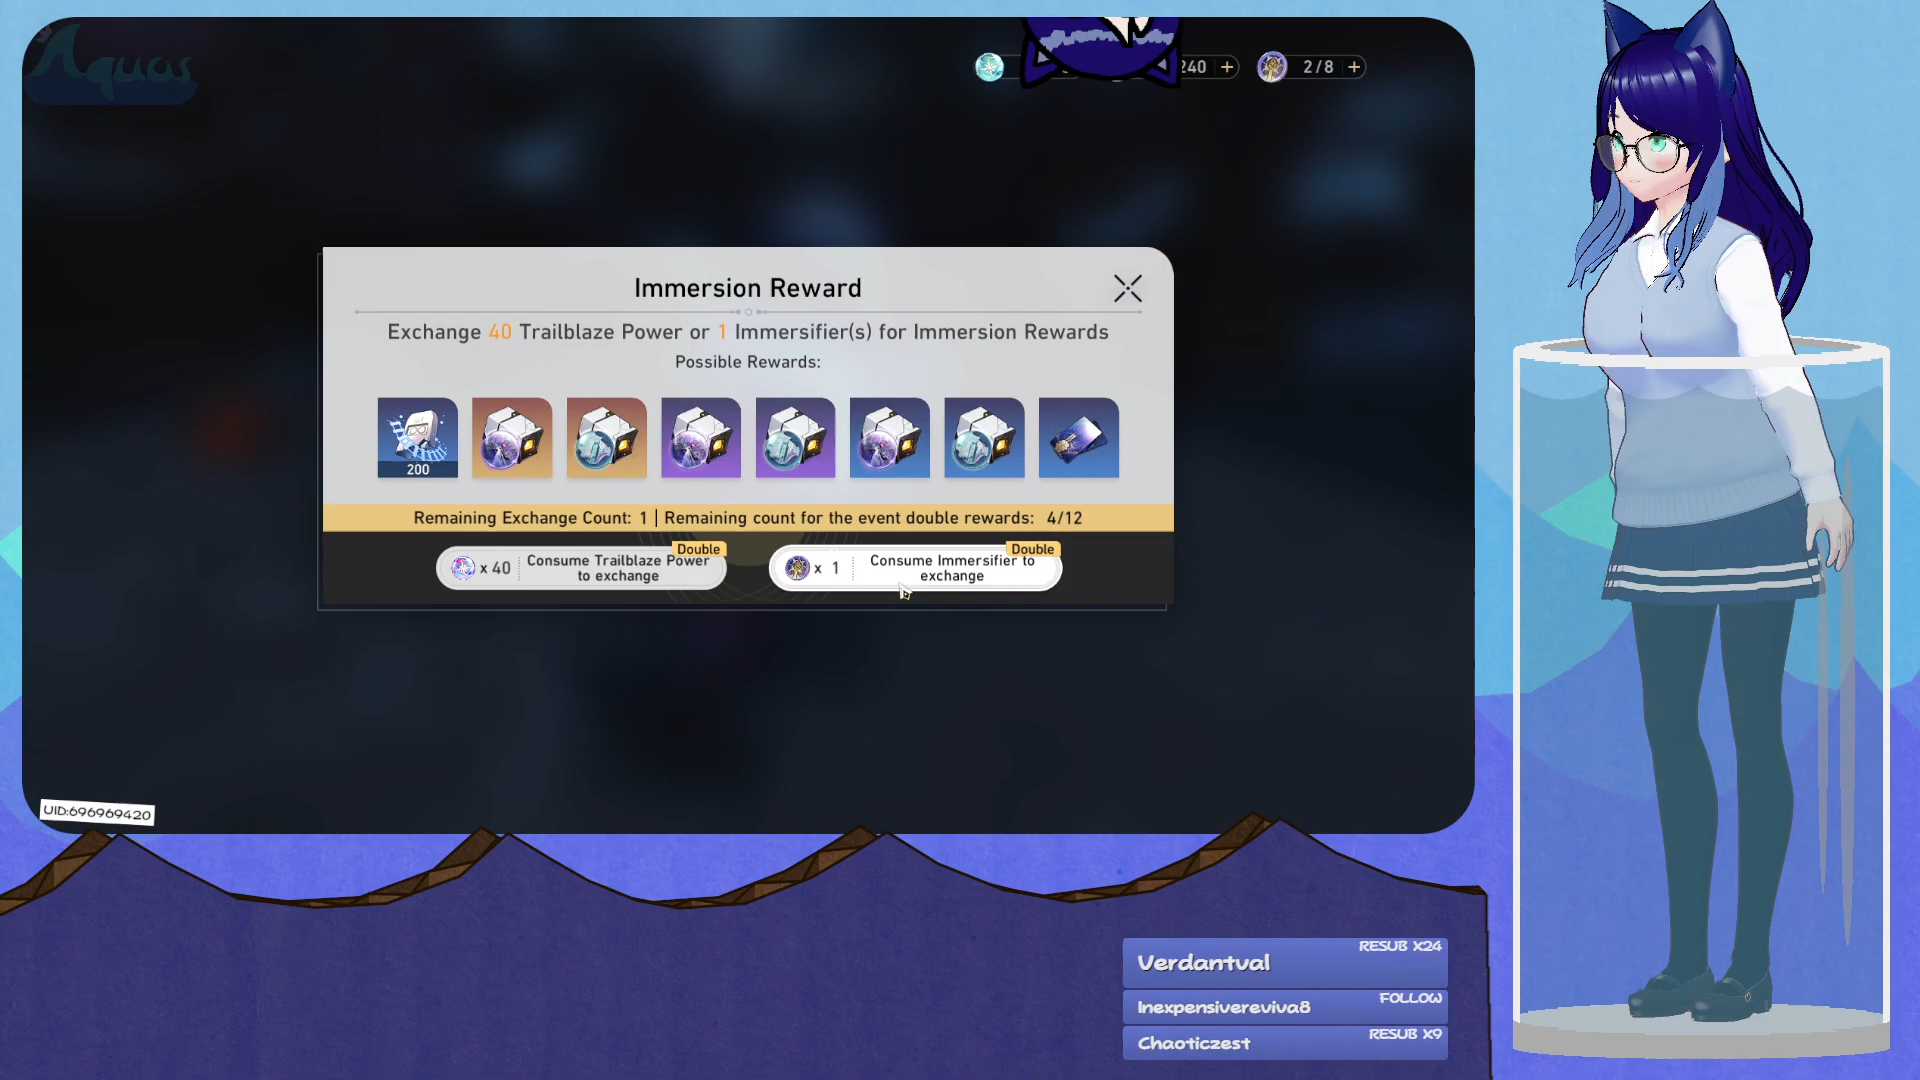 Aquos
240
2/8
Immersion Reward
Exchange 40 Trailblaze Power or 1 Immersifier(s) for Immersion Rewards
Possible Rewards:
200
Remaining Exchange Count: 1 | Remaining count for the event double rewards: 4/12
Double
x 40
Consume Trailblaze Power
to exchange
Double
x 1
Consume Immersifier to
exchange
UID:696969420
RESUB X24
Verdantval
FOLLOW
Inexpensivereviva8
RESUB X9
Chaoticzest